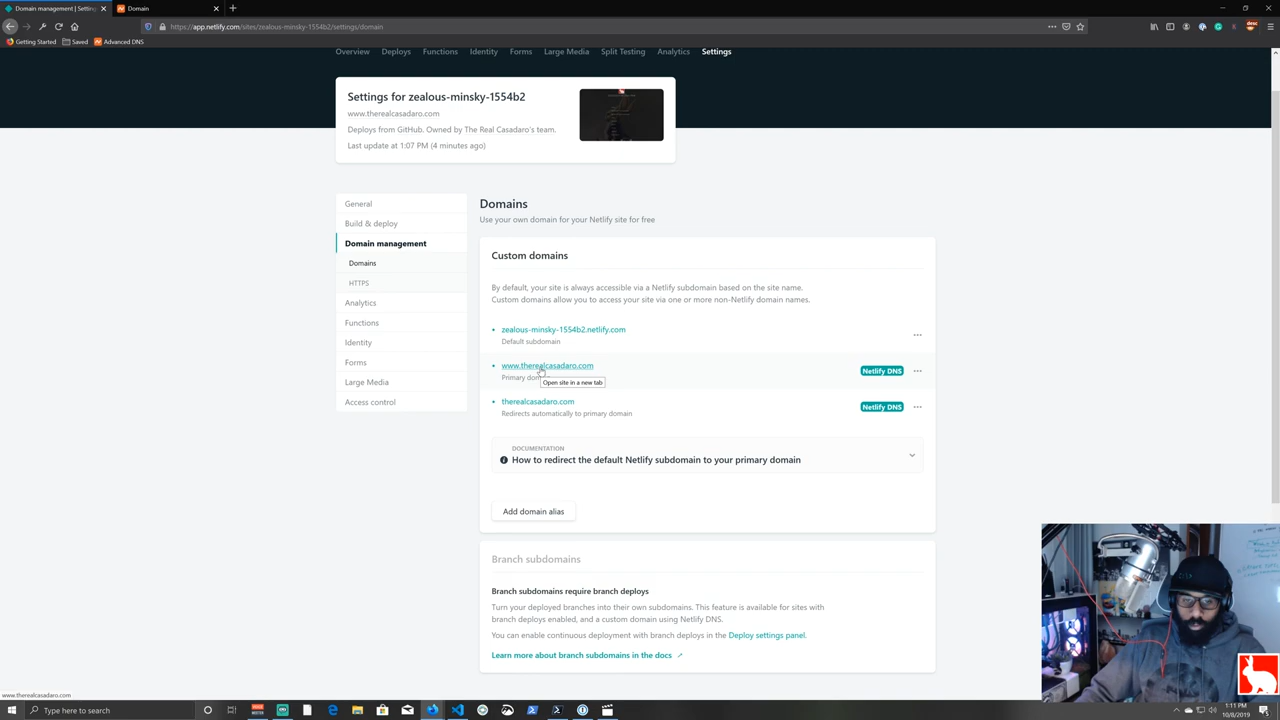 Domain management | Setting
Domain
https://app.netlify.com/sites/zealous-minsky-1554b2/settings/domain
Getting Started
Saved
Advanced DNS
Overview
Deploys
Functions
Identity
Forms
Large Media
Split Testing
Analytics
Settings
Settings for zealous-minsky-1554b2
www.therealcasadaro.com
Deploys from GitHub. Owned by The Real Casadaro's team.
Last update at 1:07 PM (4 minutes ago)
General
Build & deploy
Domain management
Domains
HTTPS
Analytics
Functions
Identity
Forms
Large Media
Access control
Domains
Use your own domain for your Netlify site for free
Custom domains
By default, your site is always accessible via a Netlify subdomain based on the site name.
Custom domains allow you to access your site via one or more non-Netlify domain names.
zealous-minsky-1554b2.netlify.com
Default subdomain
www.therealcasadaro.com
Netlify DNS
Primary dom
Open site in a new tab
therealcasadaro.com
Netlify DNS
Redirects automatically to primary domain
DOCUMENTATION
How to redirect the default Netlify subdomain to your primary domain
Add domain alias
Branch subdomains
Branch subdomains require branch deploys
Turn your deployed branches into their own subdomains. This feature is available for sites with
branch deploys enabled, and a custom domain using Netlify DNS.
You can enable continuous deployment with branch deploys in the Deploy settings panel.
Learn more about branch subdomains in the docs
www.therealcasadaro.com
Type here to search
1:11 PM
10/8/2019